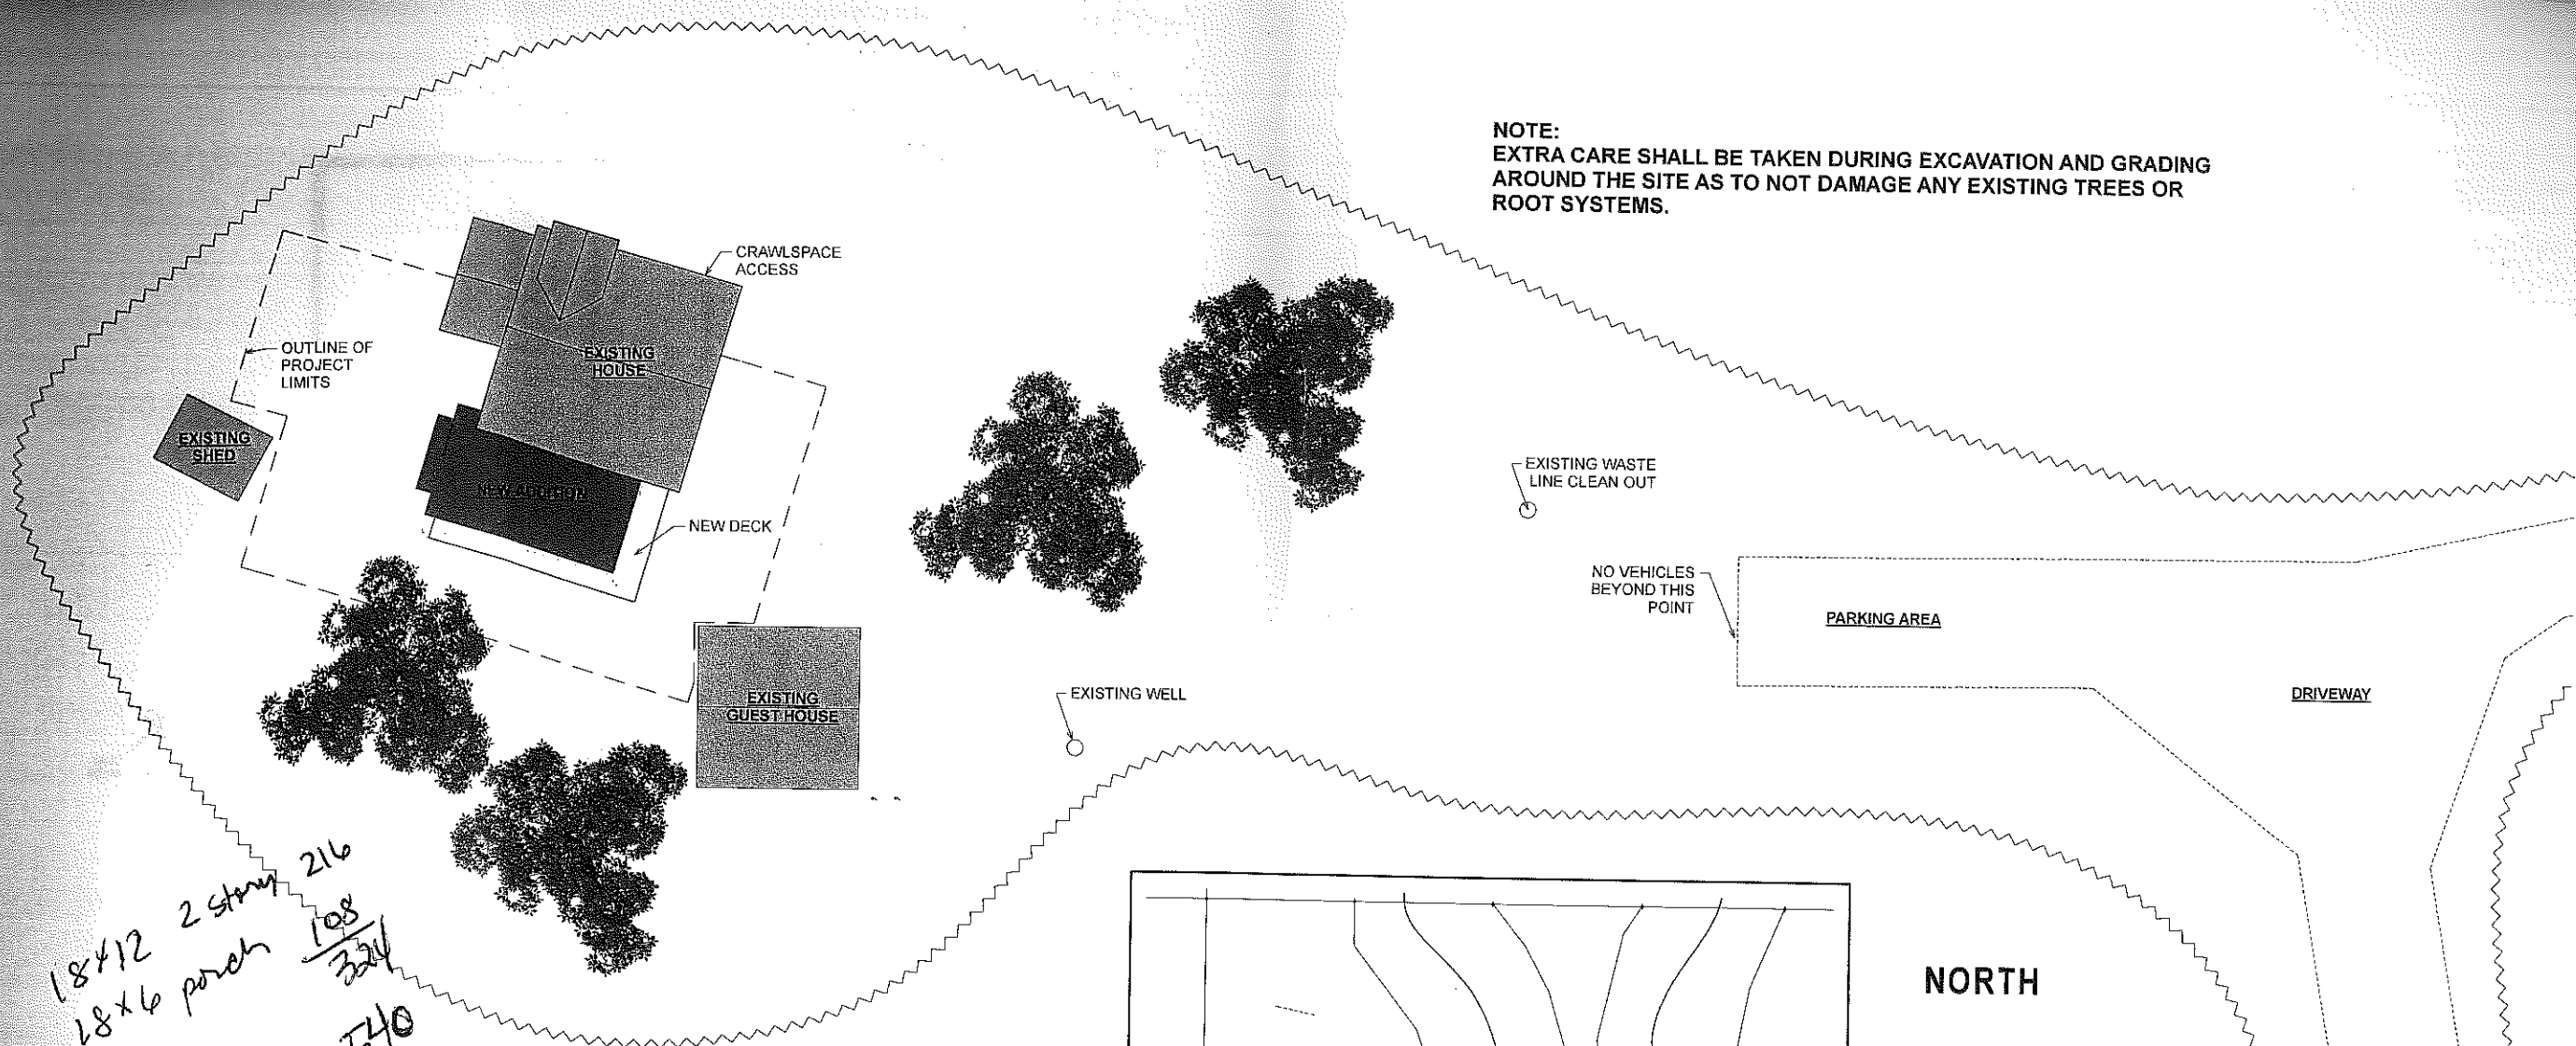 NOTE:
EXTRA CARE SHALL BE TAKEN DURING EXCAVATION AND GRADING
AROUND THE SITE AS TO NOT DAMAGE ANY EXISTING TREES OR
ROOT SYSTEMS.
CRAWLSPACE
ACCESS
OUTLINE OF
PROJECT
LIMITS
EXISTING
HOUSE
EXISTING
SHED
NEW ADDITION
NEW DECK
EXISTING WASTE
LINE CLEAN OUT
NO VEHICLES
BEYOND THIS
POINT
PARKING AREA
DRIVEWAY
EXISTING
GUEST HOUSE
EXISTING WELL
18x12 2 story 216
18x6 porch 108
324
540
NORTH